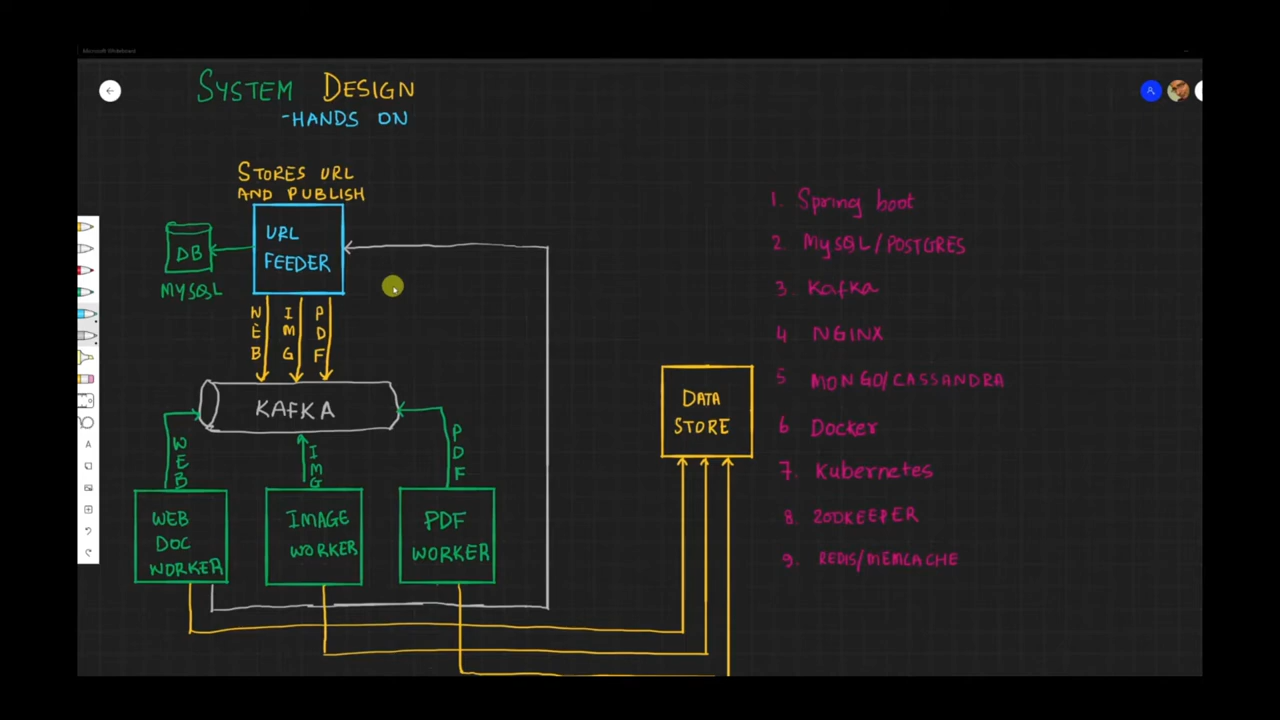 Microsoft Whiteboard
SYSTEM DESIGN
-HANDS ON
STORES URL
AND PUBLISH
URL
FEEDER
DB
MYSQL
WEB
IMG
PDF
KAFKA
WEB
IMG
PDF
WEB
DOC
WORKER
IMAGE
WORKER
PDF
WORKER
DATA
STORE
1. Spring boot
2 MySQL/POSTGRES
3 Kafka
4 NGINX
5 MONGO/CASSANDRA
6 Docker
7. Kubernetes
8. ZOOKEEPER
9. REDIS/MEMCACHE
A